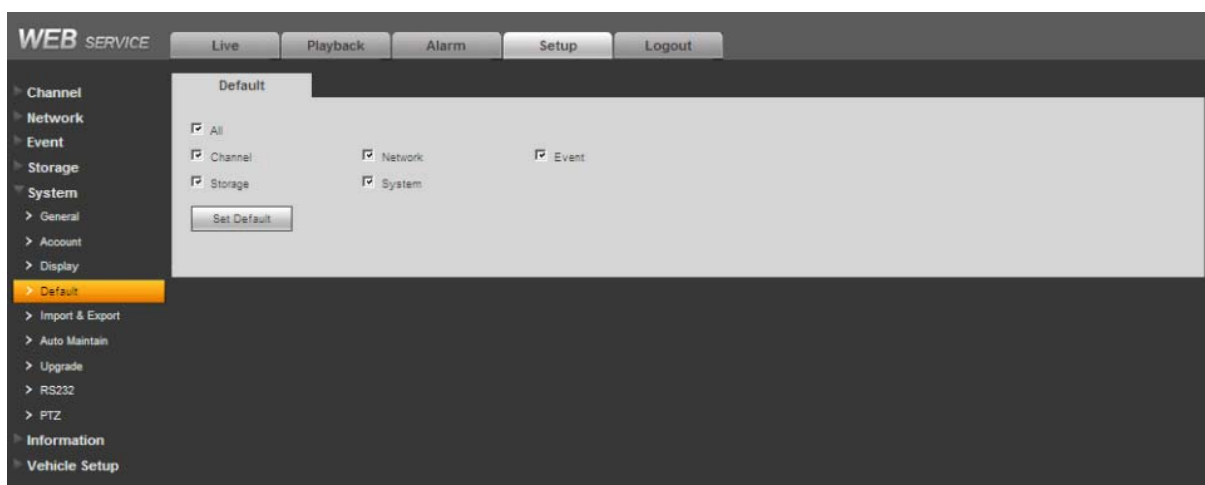 WEB SERVICE
Live Playback Alarm Setup Logout
Channel
Network
Event
Storage
System
> General
> Account
> Display
> Default
> Import & Export
> Auto Maintain
> Upgrade
> RS232
> PTZ
Information
Vehicle Setup
Default
All
Channel Network Event
Storage System
Set Default